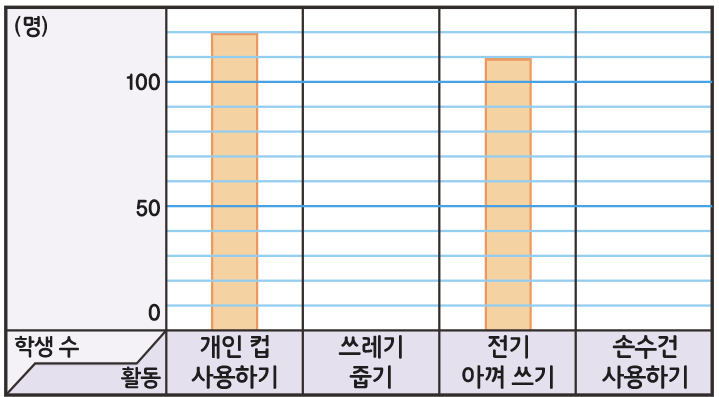 (명)
100
50
0
학생 수
활동
개인 컵
사용하기
쓰레기
줍기
전기
아껴 쓰기
손수건
사용하기